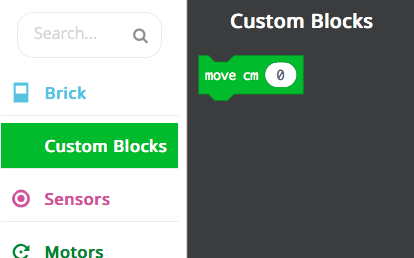 Search...
Brick
Custom Blocks
Sensors
Motors
Custom Blocks
move cm 0